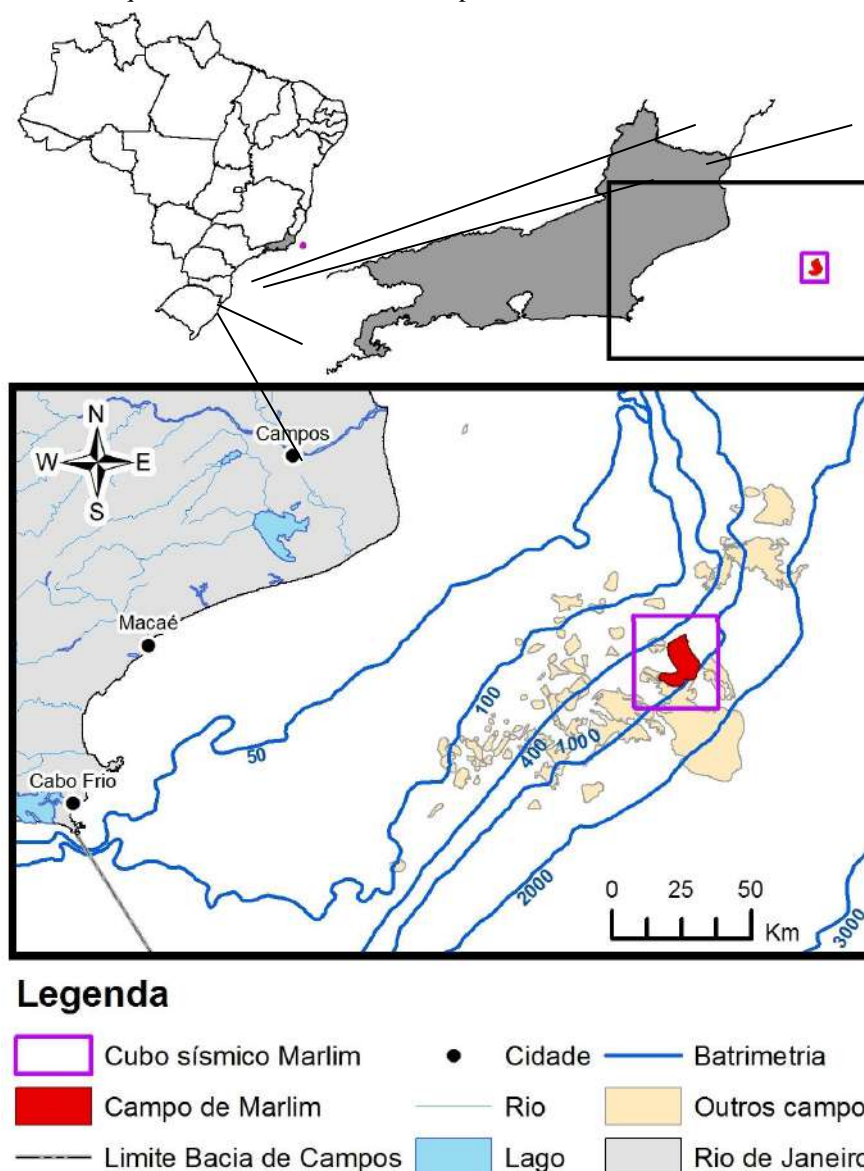 N
W E
S
Campos
Macaé
Cabo Frio
50
100
400
1000
2000
3000
0 25 50
Km
Legenda
Cubo sísmico Marlim
Cidade
Batrimetria
Campo de Marlim
Rio
Outros campo
Limite Bacia de Campos
Lago
Rio de Janeiro